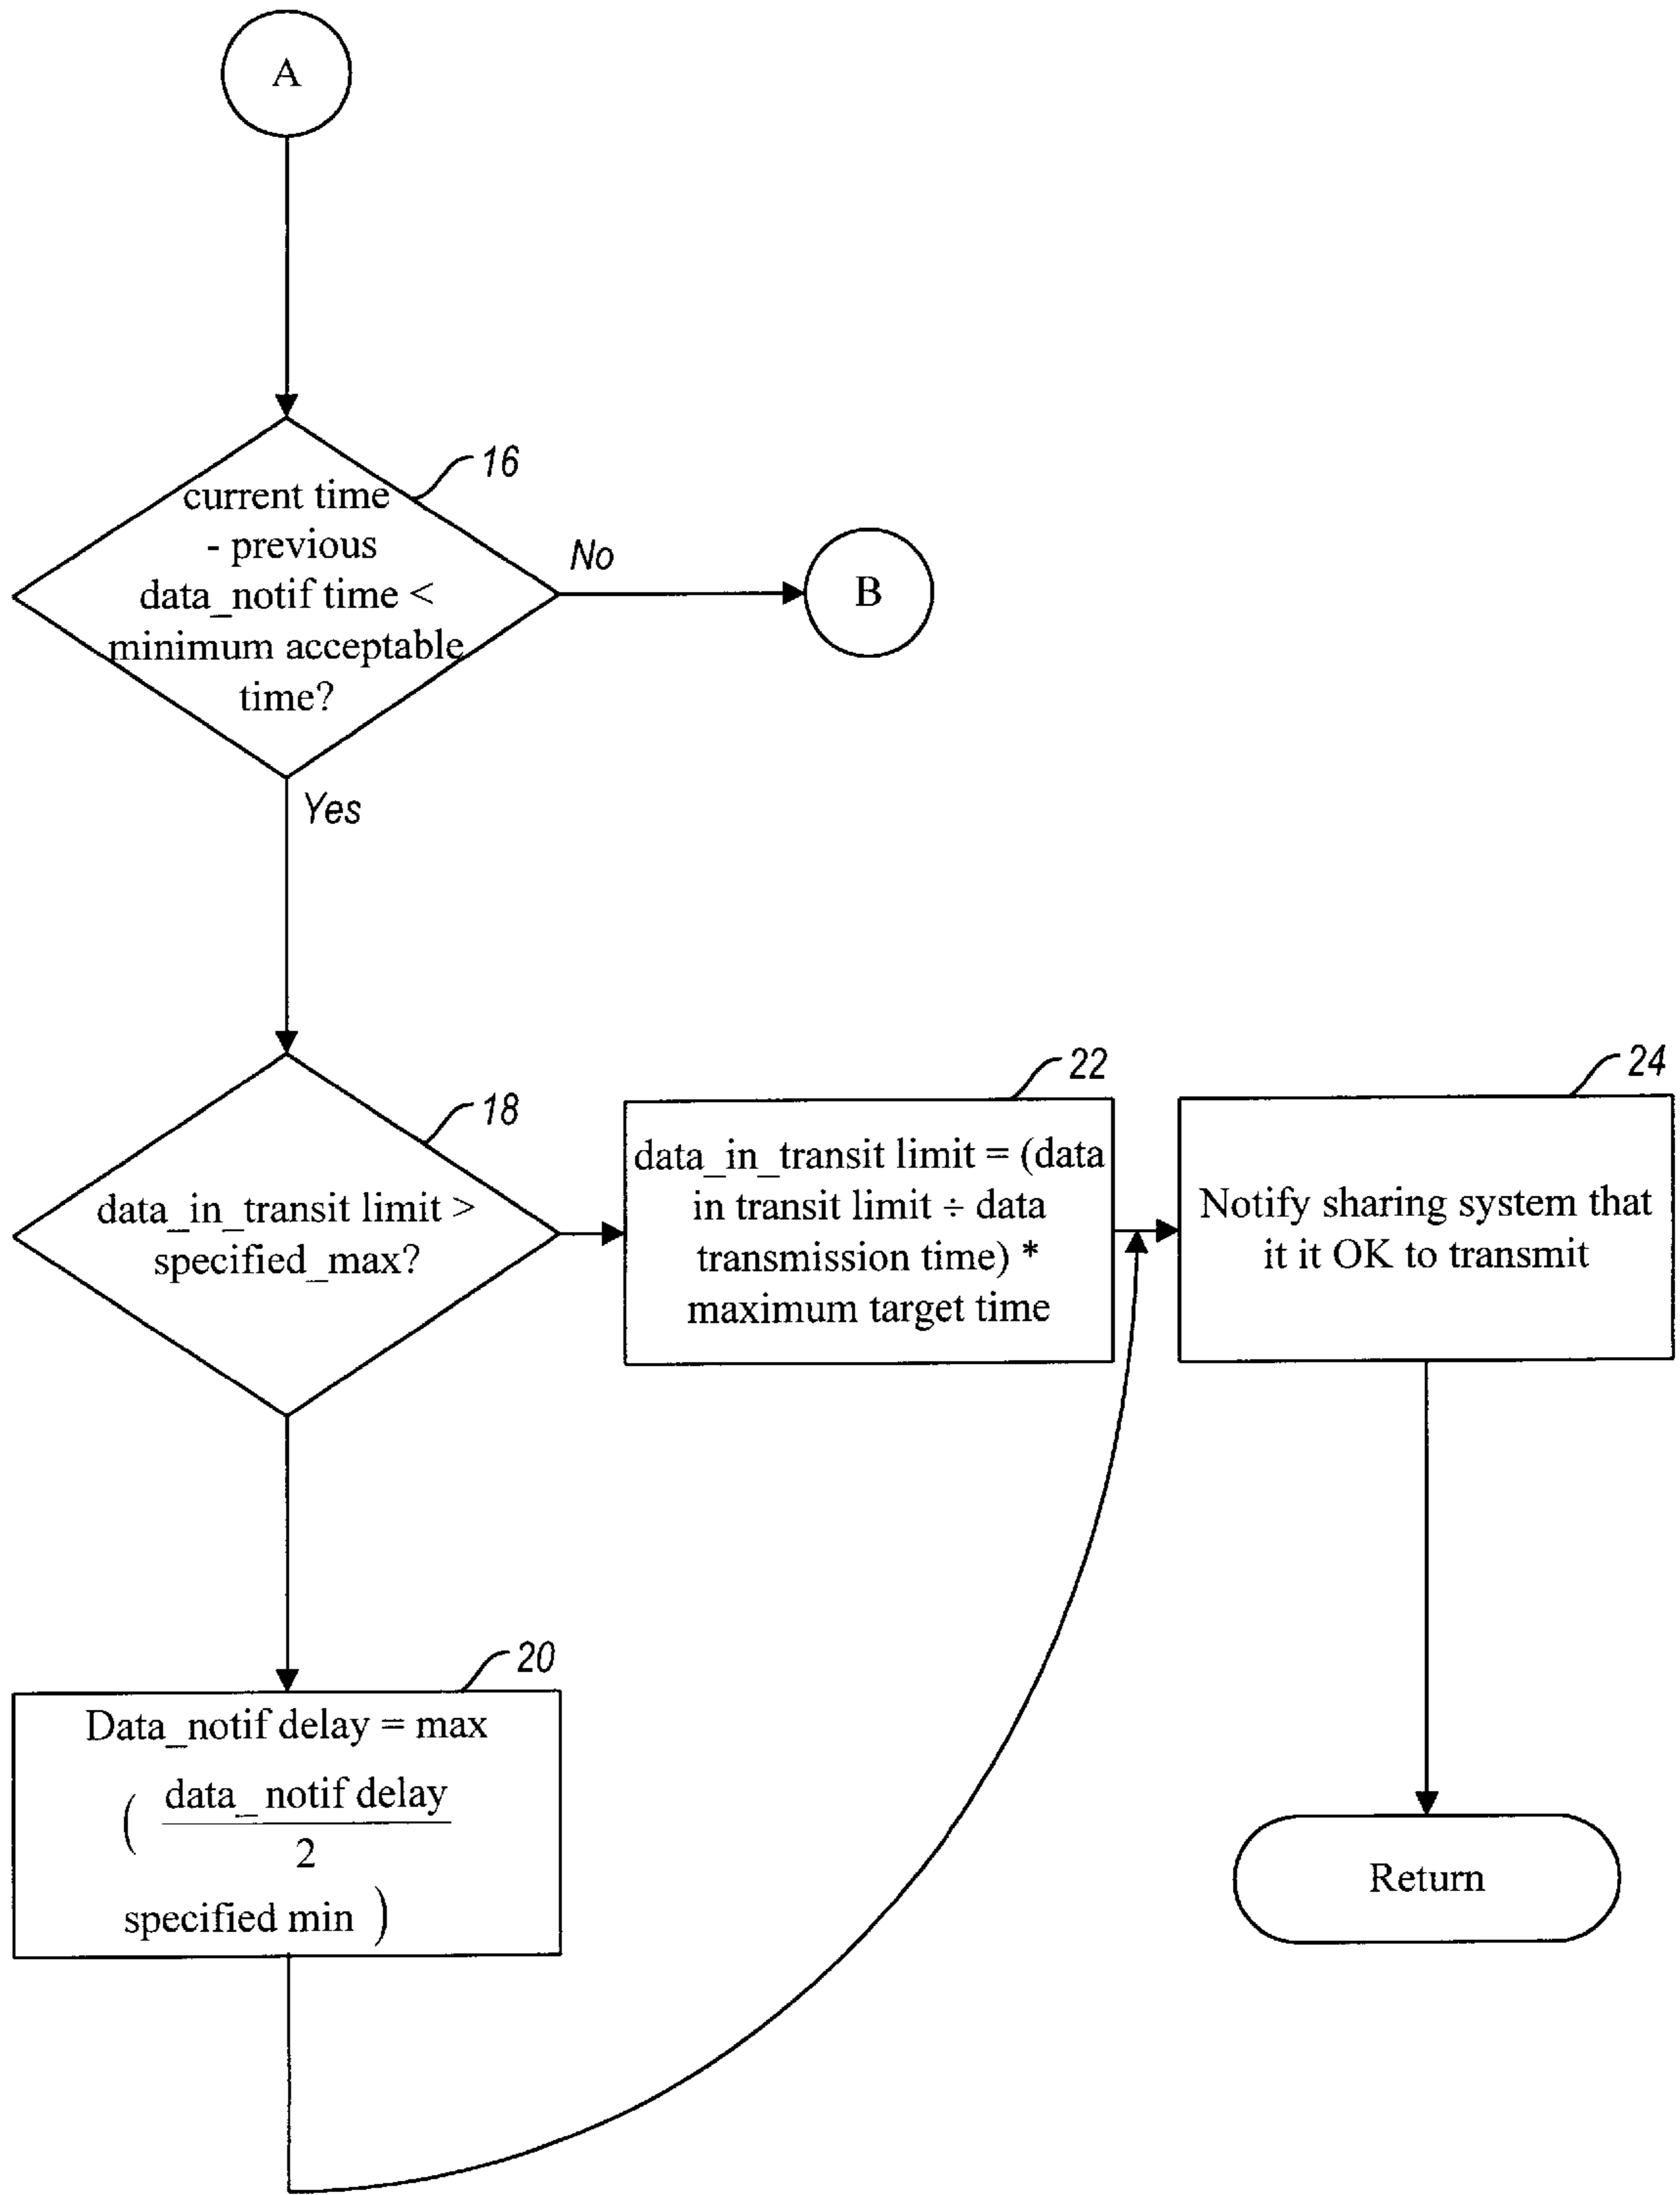 A
16
current time
- previous
data_notif time <
minimum acceptable
time?
No
B
Yes
18
data_in_transit limit >
specified_max?
22
data_in_transit limit = (data
in transit limit ÷ data
transmission time) *
maximum target time
24
Notify sharing system that
it it OK to transmit
20
Data_notif delay = max
( data_ notif delay
2
specified min )
Return